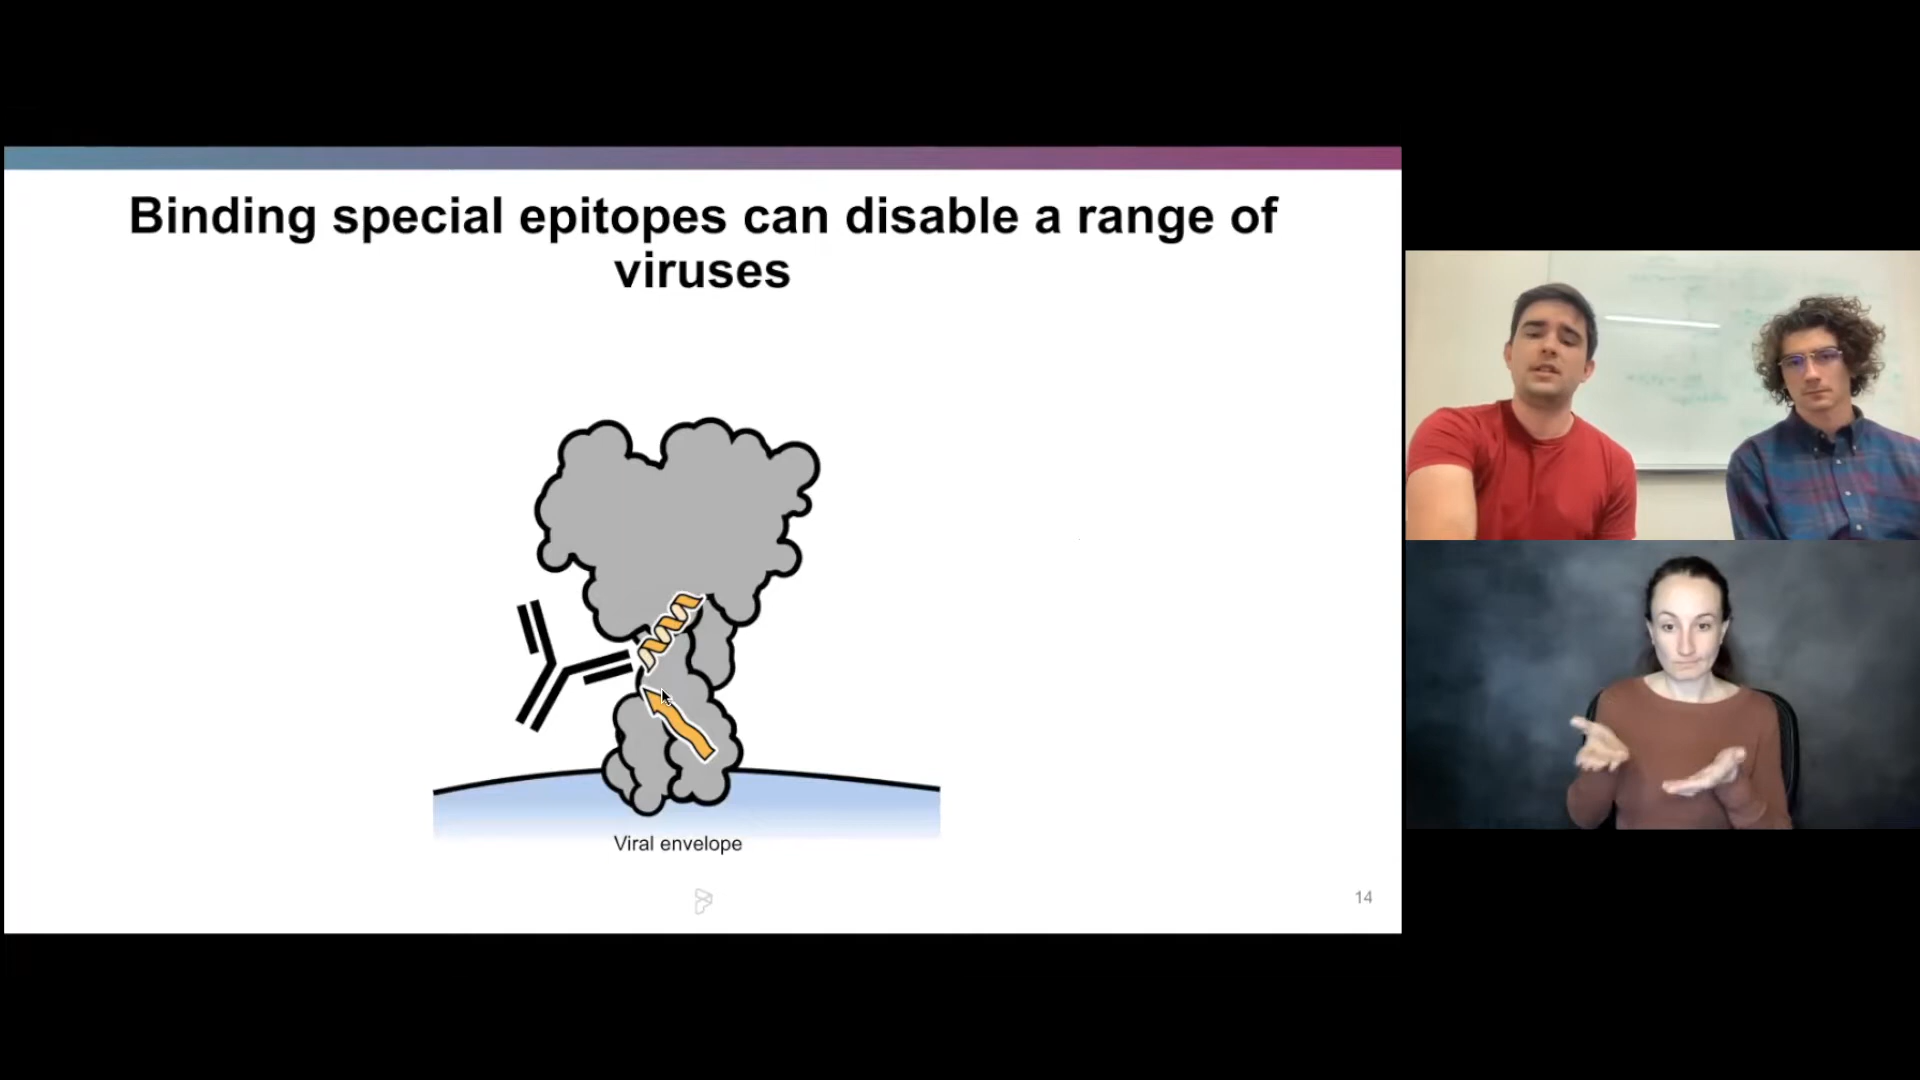 Binding special epitopes can disable a range of
viruses
Viral envelope
14